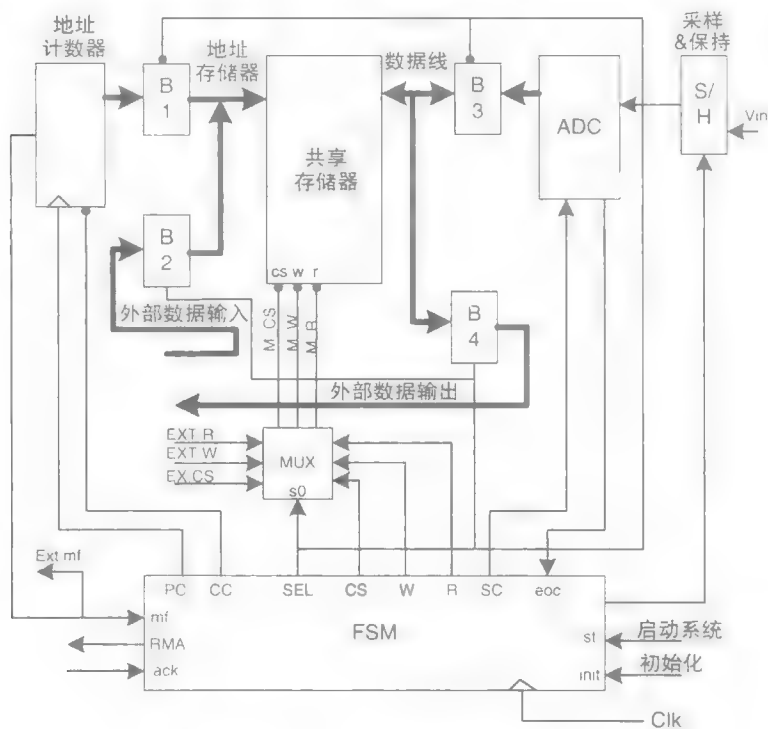 地址
计数器
地址
存储器
数据线
采样
&保持
B
1
B
3
ADC
S/
H
Vin
共享
存储器
B
2
cs w r
外部数据输入
M_CS
M_W
M_R
B
4
外部数据输出
EXT R
EXT W
EX CS
MUX
s0
Ext mf
PC CC SEL CS W R SC eoc
mf
FSM
RMA
st
启动系统
ack
init
初始化
Clk